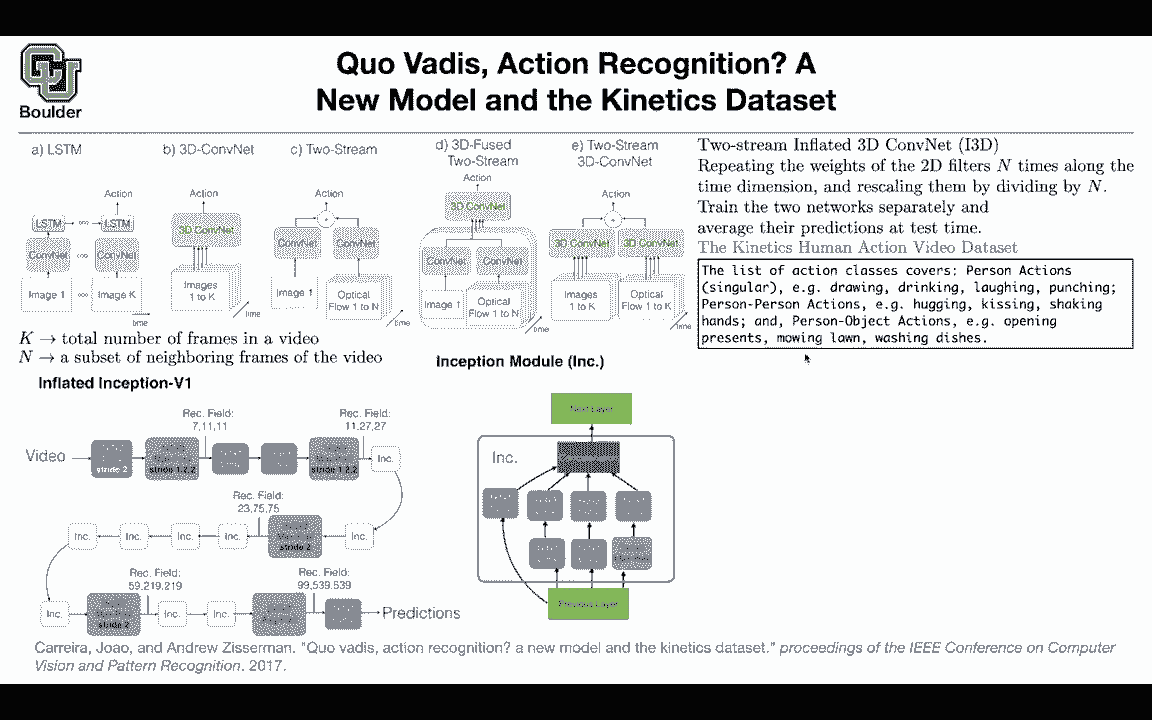 Boulder
Quo Vadis, Action Recognition? A
New Model and the Kinetics Dataset
a) LSTM
Action
LSTM
LSTM
ConvNet
ConvNet
Image 1
Image K
time
b) 3D-ConvNet
Action
3D ConvNet
Images
1 to K
time
c) Two-Stream
Action
+
ConvNet
ConvNet
Image 1
Optical
Flow 1 to N
time
d) 3D-Fused
Two-Stream
Action
3D ConvNet
ConvNet
ConvNet
Image 1
Optical
Flow 1 to N
time
e) Two-Stream
3D-ConvNet
Action
+
3D ConvNet
3D ConvNet
Images
1 to K
Optical
Flow 1 to K
time
Two-stream Inflated 3D ConvNet (I3D)
Repeating the weights of the 2D filters N times along the
time dimension, and rescaling them by dividing by N.
Train the two networks separately and
average their predictions at test time.
The Kinetics Human Action Video Dataset
The list of action classes covers: Person Actions
(singular), e.g. drawing, drinking, laughing, punching;
Person-Person Actions, e.g. hugging, kissing, shaking
hands; and, Person-Object Actions, e.g. opening
presents, mowing lawn, washing dishes.
K → total number of frames in a video
N → a subset of neighboring frames of the video
Inflated Inception-V1
Rec. Field:
7,11,11
Rec. Field:
11,27,27
Video
stride 2
stride 1,2,2
stride 1,2,2
Inc.
Rec. Field:
23,75,75
Inc.
Inc.
Inc.
Inc.
stride 2
Inc.
Rec. Field:
59,219,219
Rec. Field:
99,539,539
Inc.
stride 2
Inc.
Inc.
Predictions
Inception Module (Inc.)
Next Layer
Inc.
Previous Layer
Carreira, Joao, and Andrew Zisserman. "Quo vadis, action recognition? a new model and the kinetics dataset." proceedings of the IEEE Conference on Computer
Vision and Pattern Recognition. 2017.